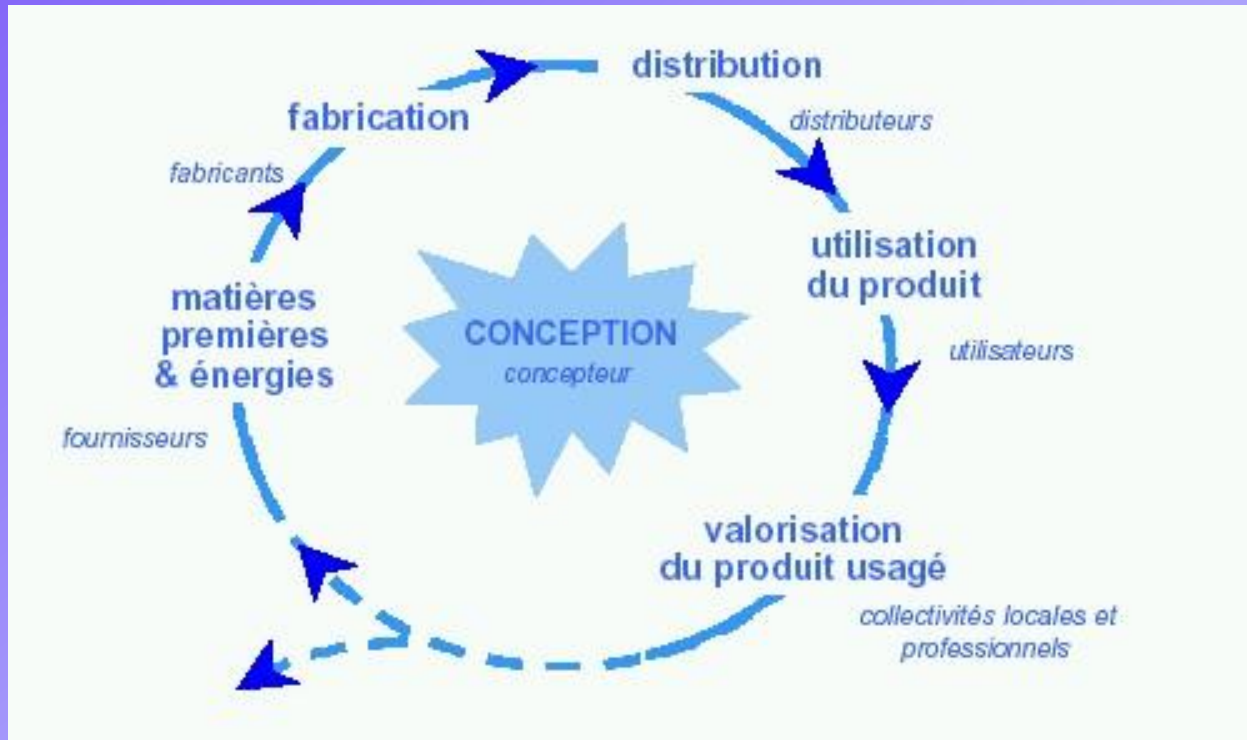 distribution
distributeurs
fabrication
fabricants
utilisation
du produit
utilisateurs
matières
premières
& énergies
fournisseurs
CONCEPTION
concepteur
valorisation
du produit usagé
collectivités locales et
professionnels